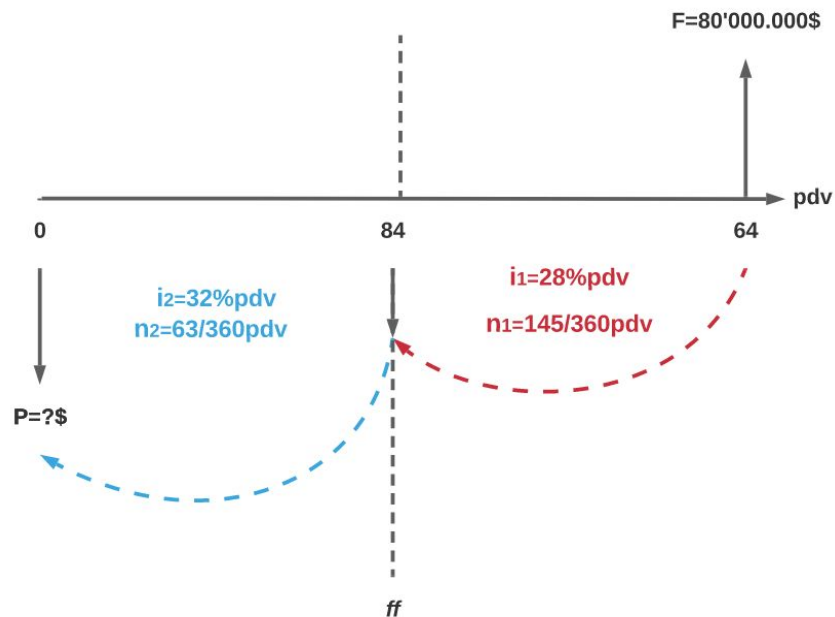 F=80'000.000$
pdv
0
84
64
i1=28%pdv
n1=145/360pdv
i2=32%pdv
n2=63/360pdv
P=?$
ff